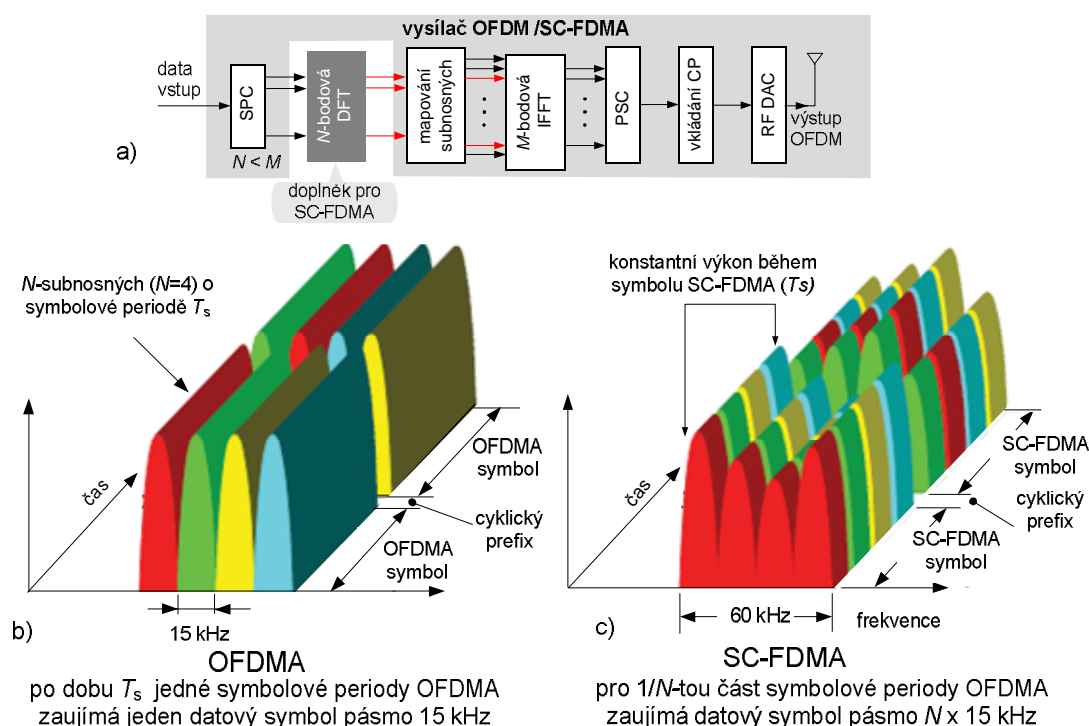 vysílač OFDM /SC-FDMA
data
vstup
SPC
N-bodová
DFT
mapování
subnosných
M-bodová
IFFT
PSC
vkládání CP
RF DAC
výstup
OFDM
N < M
a)
doplněk pro
SC-FDMA
N-subnosných (N=4) o
symbolové periodě Ts
čas
OFDMA
symbol
cyklický
prefix
OFDMA
symbol
15 kHz
b)
OFDMA
po dobu Ts jedné symbolové periody OFDMA
zaujímá jeden datový symbol pásmo 15 kHz
konstantní výkon během
symbolu SC-FDMA (Ts)
čas
SC-FDMA
symbol
cyklický
prefix
SC-FDMA
symbol
60 kHz
frekvence
c)
SC-FDMA
pro 1/N-tou část symbolové periody OFDMA
zaujímá datový symbol pásmo N x 15 kHz